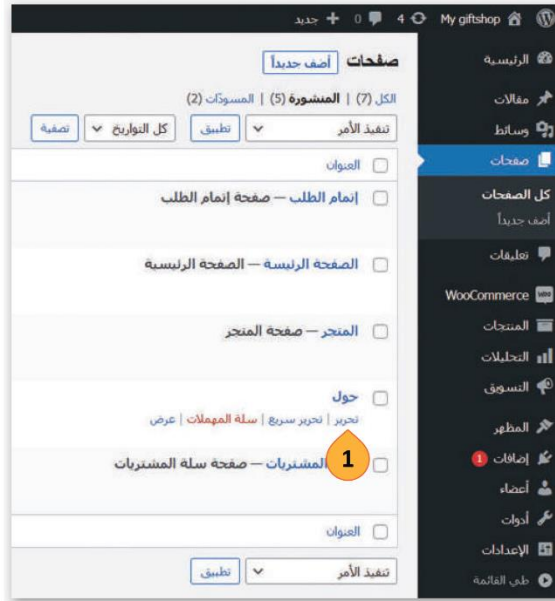 My giftshop 4 0 + جديد
الرئيسية
مقالات
وسائط
صفحات
كل الصفحات
أضف جديداً
تعليقات
WooCommerce
المنتجات
التحليلات
التسويق
المظهر
إضافات 1
أعضاء
أدوات
الإعدادات
طي القائمة
صفحات أضف جديداً
الكل (7) | المنشورة (5) | المسودّات (2)
تنفيذ الأمر تطبيق كل التواريخ تصفية
العنوان
إتمام الطلب — صفحة إتمام الطلب
الصفحة الرئيسة — الصفحة الرئيسية
المتجر — صفحة المتجر
حول
تحرير | تحرير سريع | سلة المهملات | عرض
1
المشتريات — صفحة سلة المشتريات
العنوان
تنفيذ الأمر تطبيق